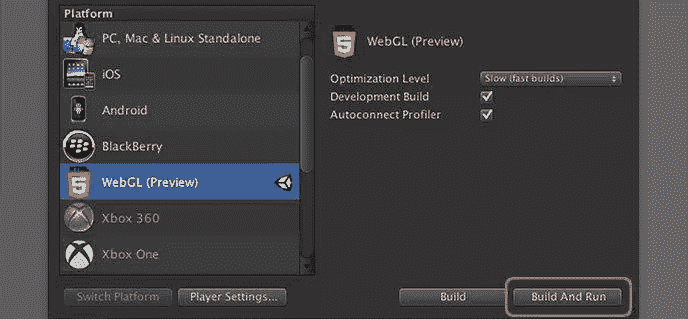 Platform
PC, Mac & Linux Standalone
iOS
Android
BlackBerry
WebGL (Preview)
Xbox 360
Xbox One
WebGL (Preview)
Optimization Level Slow (fast builds)
Development Build
Autoconnect Profiler
Switch Platform Player Settings... Build Build And Run